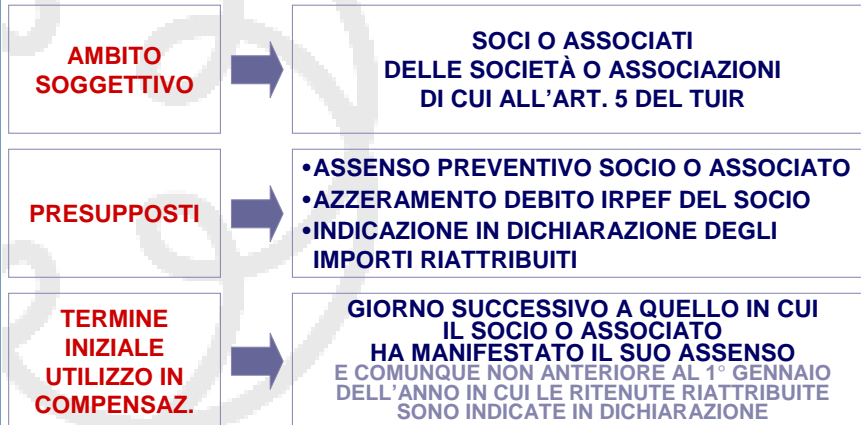 AMBITO
SOGGETTIVO
SOCI O ASSOCIATI
DELLE SOCIETÀ O ASSOCIAZIONI
DI CUI ALL'ART. 5 DEL TUIR
PRESUPPOSTI
•ASSENSO PREVENTIVO SOCIO O ASSOCIATO
•AZZERAMENTO DEBITO IRPEF DEL SOCIO
•INDICAZIONE IN DICHIARAZIONE DEGLI
IMPORTI RIATTRIBUITI
TERMINE
INIZIALE
UTILIZZO IN
COMPENSAZ.
GIORNO SUCCESSIVO A QUELLO IN CUI
IL SOCIO O ASSOCIATO
HA MANIFESTATO IL SUO ASSENSO
E COMUNQUE NON ANTERIORE AL 1° GENNAIO
DELL'ANNO IN CUI LE RITENUTE RIATTRIBUITE
SONO INDICATE IN DICHIARAZIONE